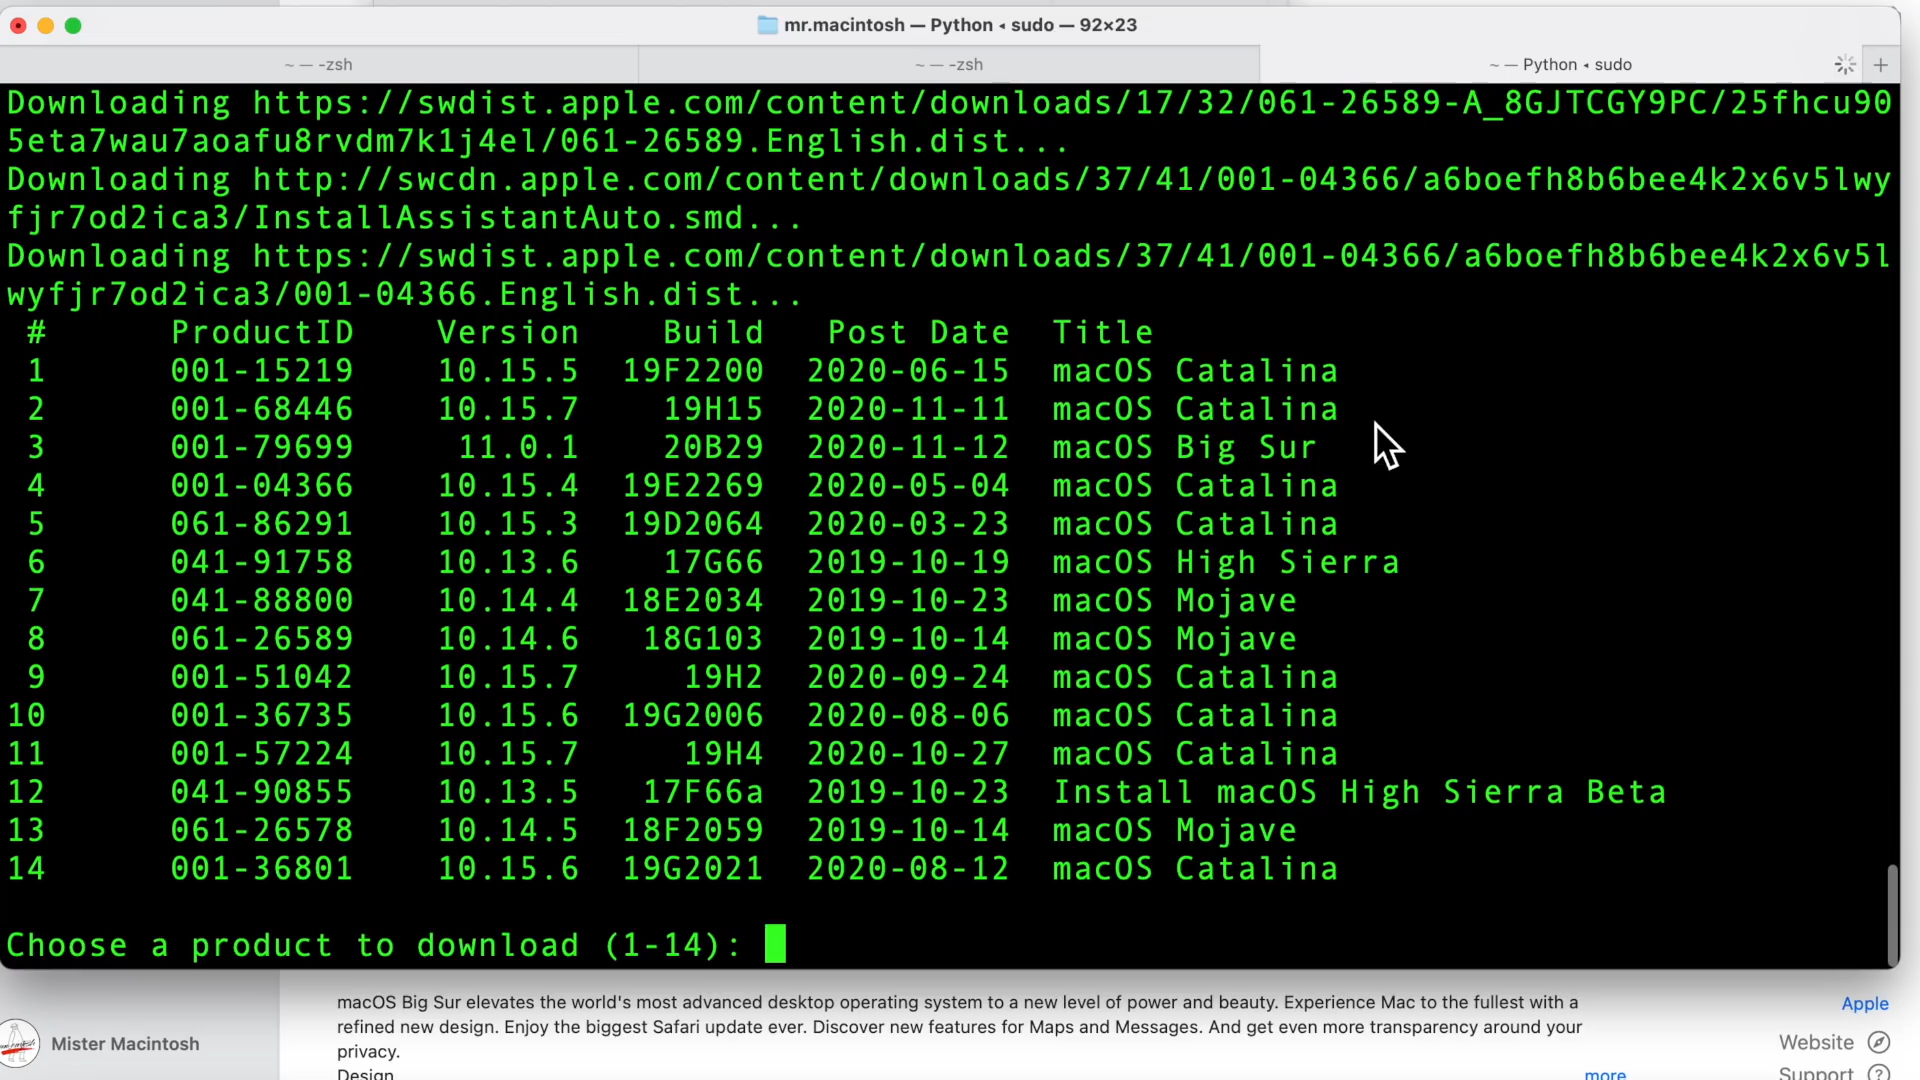 mr.macintosh — Python ◂ sudo — 92×23
~ — -zsh
~ — -zsh
~ — Python ◂ sudo
Downloading https://swdist.apple.com/content/downloads/17/32/061-26589-A_8GJTCGY9PC/25fhcu90
5eta7wau7aoafu8rvdm7k1j4el/061-26589.English.dist...
Downloading http://swcdn.apple.com/content/downloads/37/41/001-04366/a6boefh8b6bee4k2x6v5lwy
fjr7od2ica3/InstallAssistantAuto.smd...
Downloading https://swdist.apple.com/content/downloads/37/41/001-04366/a6boefh8b6bee4k2x6v5l
wyfjr7od2ica3/001-04366.English.dist...
# ProductID Version Build Post Date Title
1 001-15219 10.15.5 19F2200 2020-06-15 macOS Catalina
2 001-68446 10.15.7 19H15 2020-11-11 macOS Catalina
3 001-79699 11.0.1 20B29 2020-11-12 macOS Big Sur
4 001-04366 10.15.4 19E2269 2020-05-04 macOS Catalina
5 061-86291 10.15.3 19D2064 2020-03-23 macOS Catalina
6 041-91758 10.13.6 17G66 2019-10-19 macOS High Sierra
7 041-88800 10.14.4 18E2034 2019-10-23 macOS Mojave
8 061-26589 10.14.6 18G103 2019-10-14 macOS Mojave
9 001-51042 10.15.7 19H2 2020-09-24 macOS Catalina
10 001-36735 10.15.6 19G2006 2020-08-06 macOS Catalina
11 001-57224 10.15.7 19H4 2020-10-27 macOS Catalina
12 041-90855 10.13.5 17F66a 2019-10-23 Install macOS High Sierra Beta
13 061-26578 10.14.5 18F2059 2019-10-14 macOS Mojave
14 001-36801 10.15.6 19G2021 2020-08-12 macOS Catalina
Choose a product to download (1-14):
macOS Big Sur elevates the world's most advanced desktop operating system to a new level of power and beauty. Experience Mac to the fullest with a
refined new design. Enjoy the biggest Safari update ever. Discover new features for Maps and Messages. And get even more transparency around your
privacy.
Design
more
Apple
Website
Support
Mister Macintosh